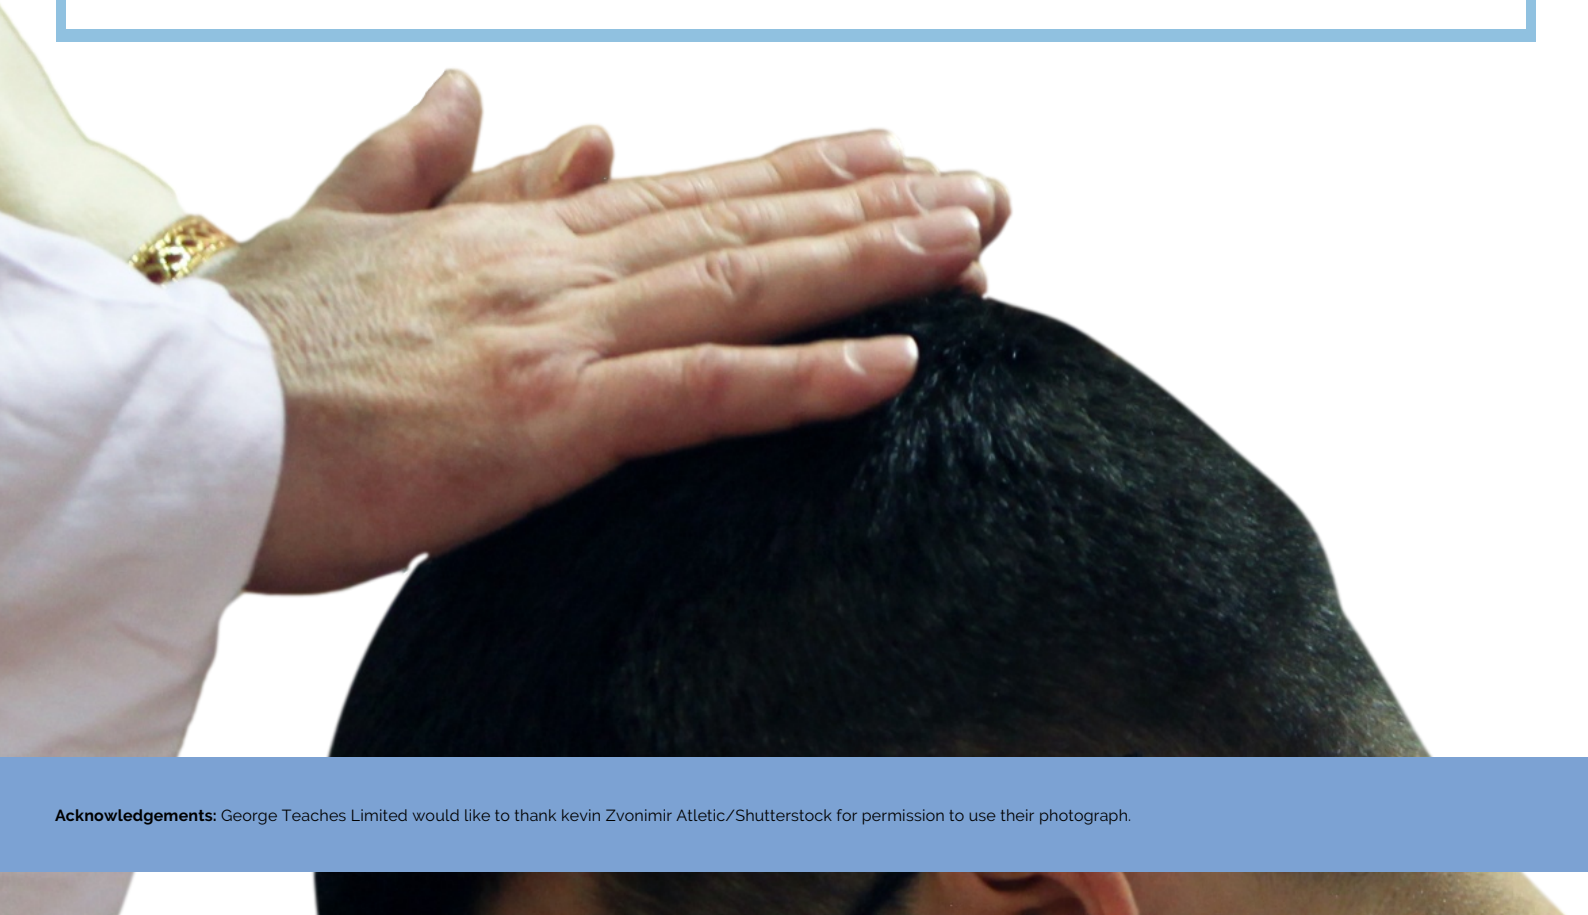 Acknowledgements: George Teaches Limited would like to thank kevin Zvonimir Atletic/Shutterstock for permission to use their photograph.